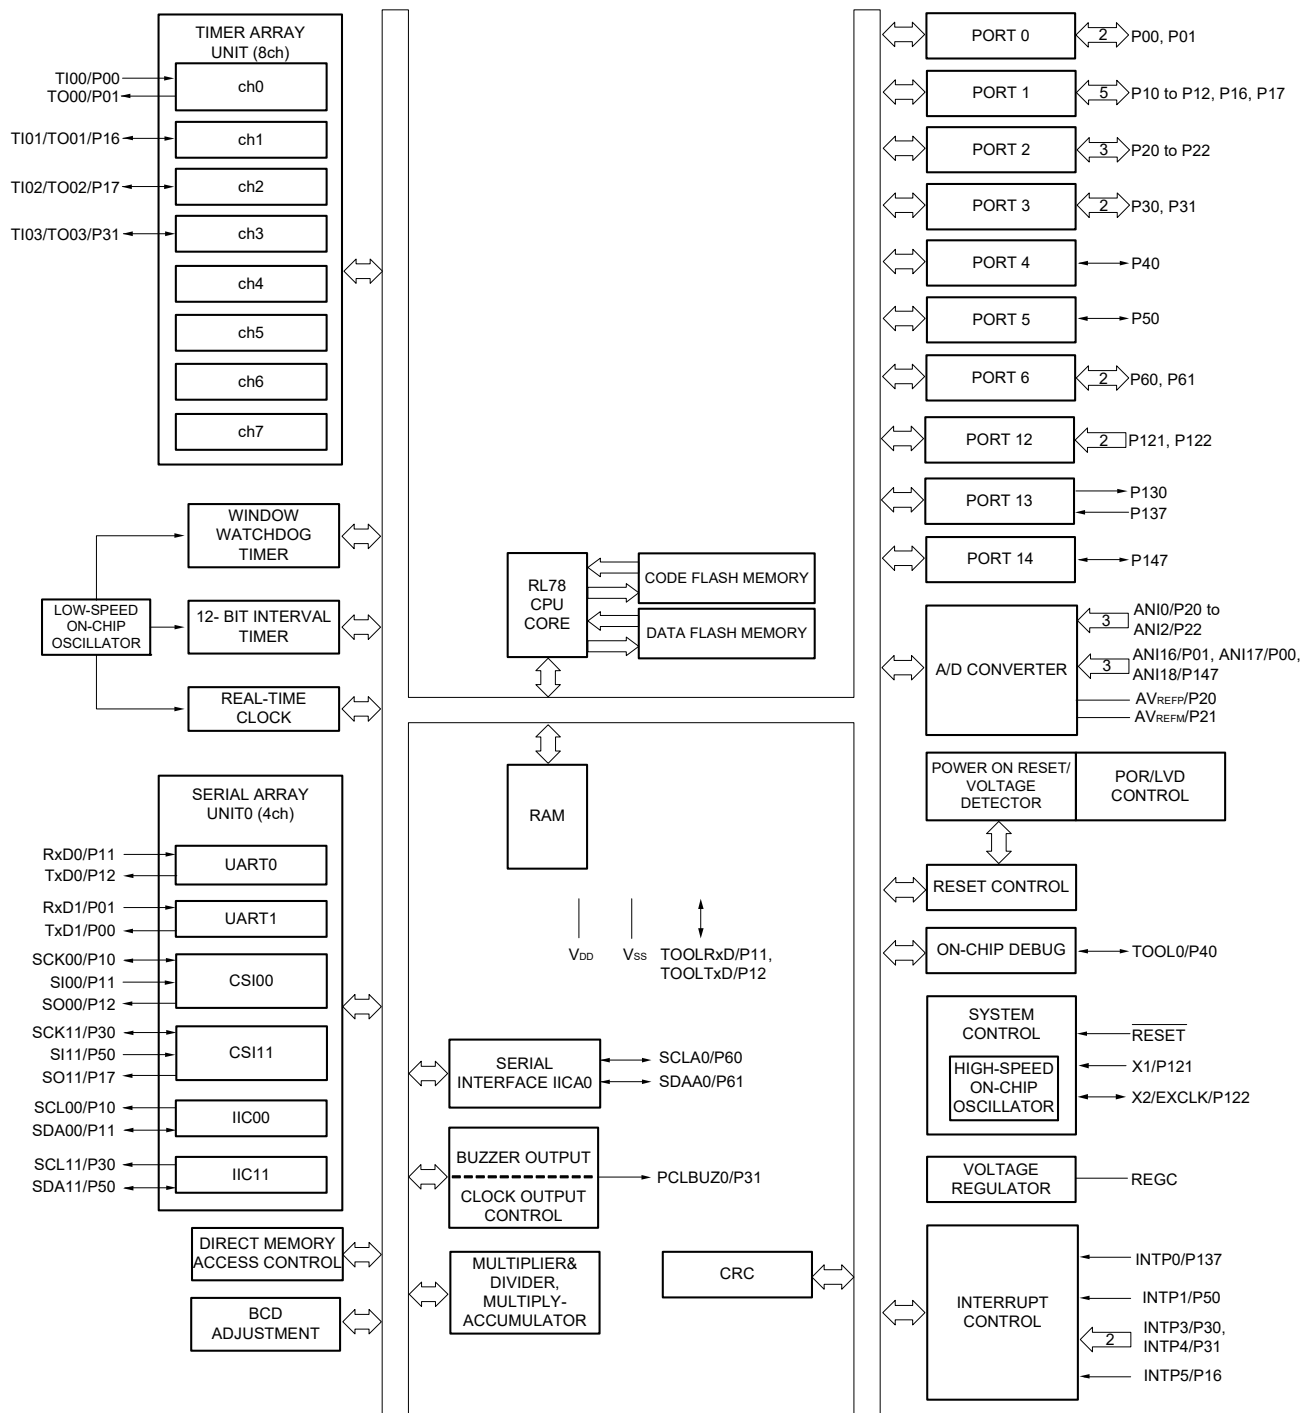 TIMER ARRAY
UNIT (8ch)
TI00/P00
TO00/P01
ch0
TI01/TO01/P16
ch1
TI02/TO02/P17
ch2
TI03/TO03/P31
ch3
ch4
ch5
ch6
ch7
WINDOW
WATCHDOG
TIMER
LOW-SPEED
ON-CHIP
OSCILLATOR
12- BIT INTERVAL
TIMER
REAL-TIME
CLOCK
SERIAL ARRAY
UNIT0 (4ch)
RxD0/P11
TxD0/P12
UART0
RxD1/P01
TxD1/P00
UART1
SCK00/P10
SI00/P11
SO00/P12
CSI00
SCK11/P30
SI11/P50
SO11/P17
CSI11
SCL00/P10
SDA00/P11
IIC00
SCL11/P30
SDA11/P50
IIC11
DIRECT MEMORY
ACCESS CONTROL
BCD
ADJUSTMENT
RL78
CPU
CORE
CODE FLASH MEMORY
DATA FLASH MEMORY
RAM
VDD
VSS
TOOLRxD/P11,
TOOLTxD/P12
SERIAL
INTERFACE IICA0
SCLA0/P60
SDAA0/P61
BUZZER OUTPUT
CLOCK OUTPUT
CONTROL
PCLBUZ0/P31
MULTIPLIER&
DIVIDER,
MULTIPLY-
ACCUMULATOR
CRC
PORT 0
2
P00, P01
PORT 1
5
P10 to P12, P16, P17
PORT 2
3
P20 to P22
PORT 3
2
P30, P31
PORT 4
P40
PORT 5
P50
PORT 6
2
P60, P61
PORT 12
2
P121, P122
PORT 13
P130
P137
PORT 14
P147
A/D CONVERTER
3
ANI0/P20 to
ANI2/P22
3
ANI16/P01, ANI17/P00,
ANI18/P147
AVREFP/P20
AVREFM/P21
POWER ON RESET/
VOLTAGE
DETECTOR
POR/LVD
CONTROL
RESET CONTROL
ON-CHIP DEBUG
TOOL0/P40
SYSTEM
CONTROL
HIGH-SPEED
ON-CHIP
OSCILLATOR
RESET
X1/P121
X2/EXCLK/P122
VOLTAGE
REGULATOR
REGC
INTERRUPT
CONTROL
INTP0/P137
INTP1/P50
2
INTP3/P30,
INTP4/P31
INTP5/P16